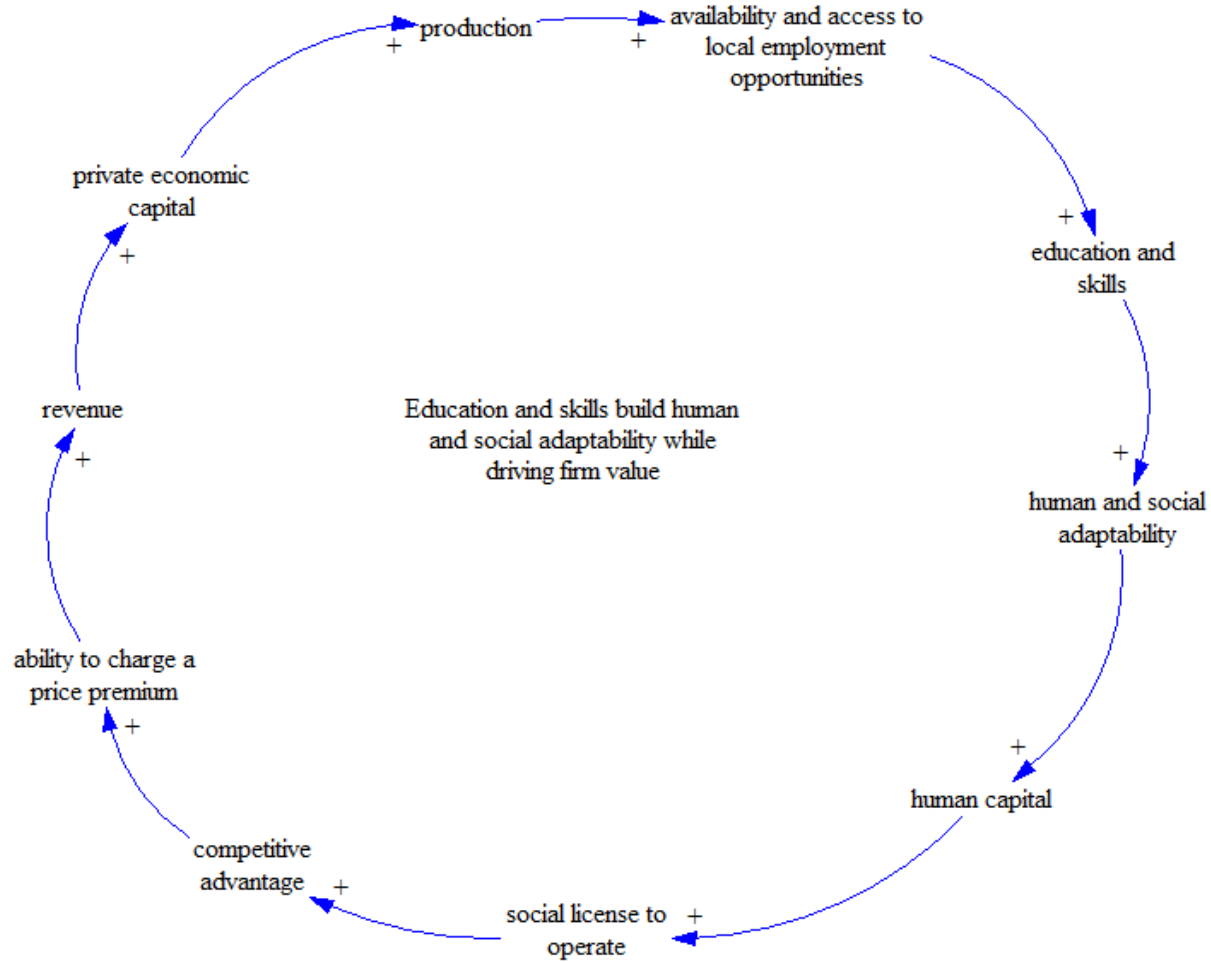 production
+
availability and access to
local employment
opportunities
+
education and
skills
+
human and social
adaptability
+
human capital
+
social license to
operate
+
competitive
advantage
+
ability to charge a
price premium
+
revenue
+
private economic
capital
+
Education and skills build human
and social adaptability while
driving firm value